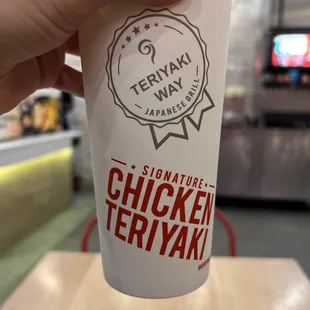 TERIYAKI
WAY
JAPANESE GRILL
SIGNATURE
CHICKEN
TERIYAKI